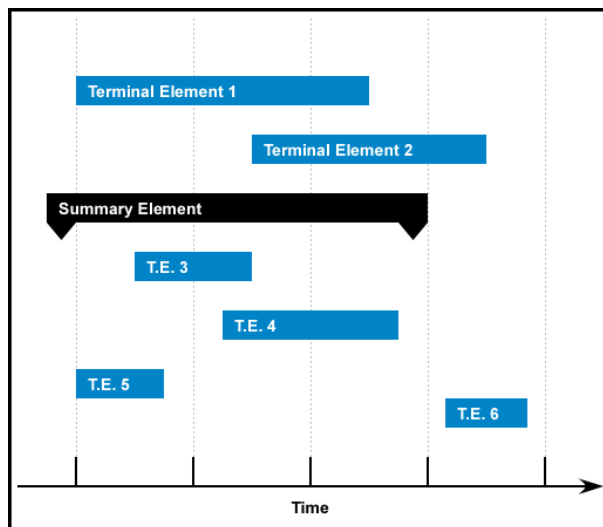 Terminal Element 1
Terminal Element 2
Summary Element
T.E. 3
T.E. 4
T.E. 5
T.E. 6
Time